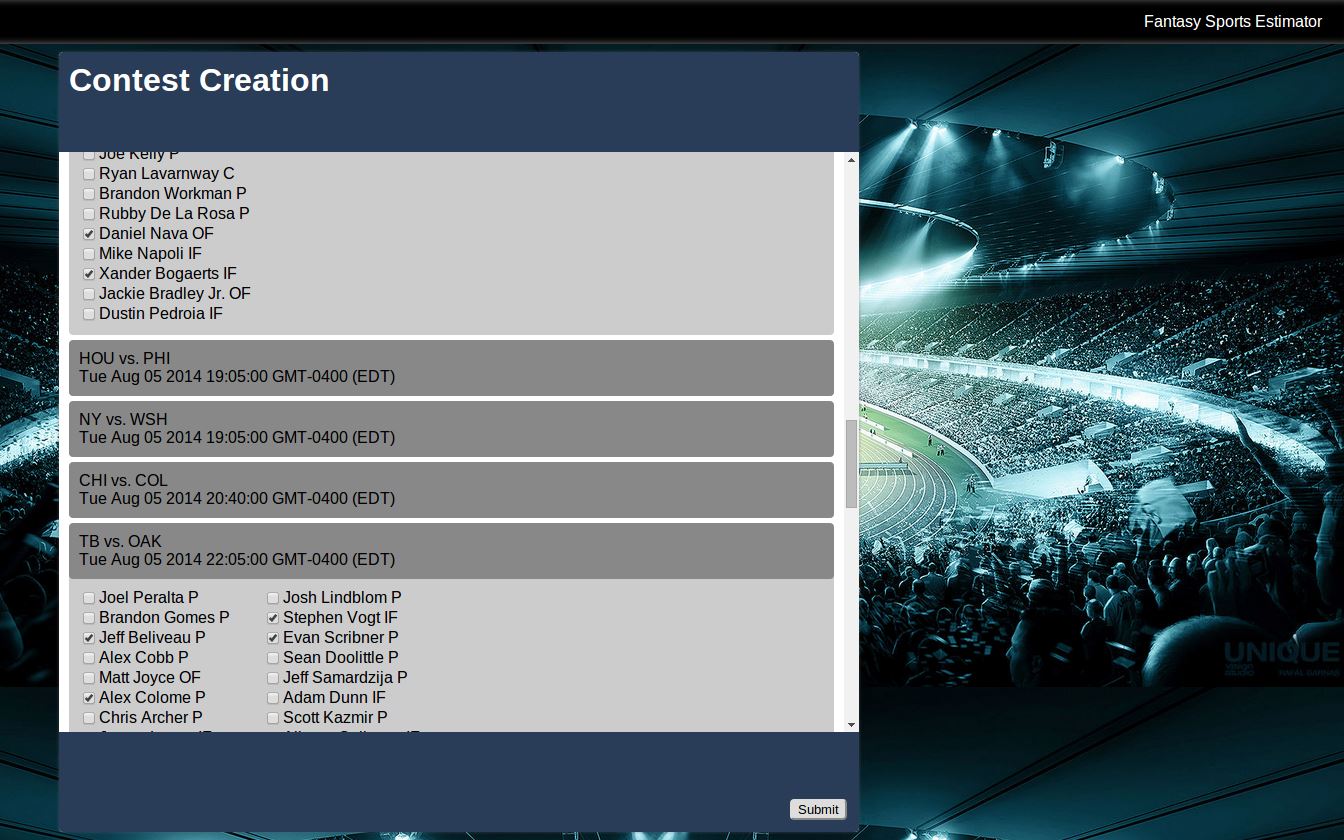 Fantasy Sports Estimator
Contest Creation
Joe Kelly P
Ryan Lavarnway C
Brandon Workman P
Rubby De La Rosa P
Daniel Nava OF
Mike Napoli IF
Xander Bogaerts IF
Jackie Bradley Jr. OF
Dustin Pedroia IF
HOU vs. PHI
Tue Aug 05 2014 19:05:00 GMT-0400 (EDT)
NY vs. WSH
Tue Aug 05 2014 19:05:00 GMT-0400 (EDT)
CHI vs. COL
Tue Aug 05 2014 20:40:00 GMT-0400 (EDT)
TB vs. OAK
Tue Aug 05 2014 22:05:00 GMT-0400 (EDT)
Joel Peralta P
Brandon Gomes P
Jeff Beliveau P
Alex Cobb P
Matt Joyce OF
Alex Colome P
Chris Archer P
Josh Lindblom P
Stephen Vogt IF
Evan Scribner P
Sean Doolittle P
Jeff Samardzija P
Adam Dunn IF
Scott Kazmir P
UNIQUE
Submit